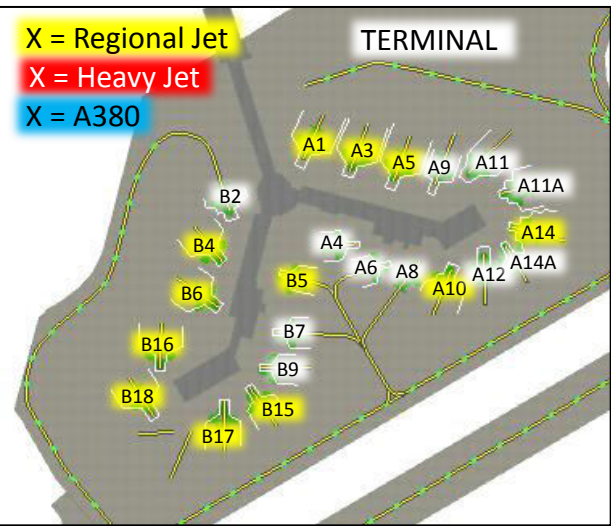 X = Regional Jet
TERMINAL
X = Heavy Jet
X = A380
A1
A3
A5
A9
A11
A11A
B2
A14
B4
A4
A14A
A6
A8
A12
B5
A10
B6
B7
B16
B9
B18
B15
B17